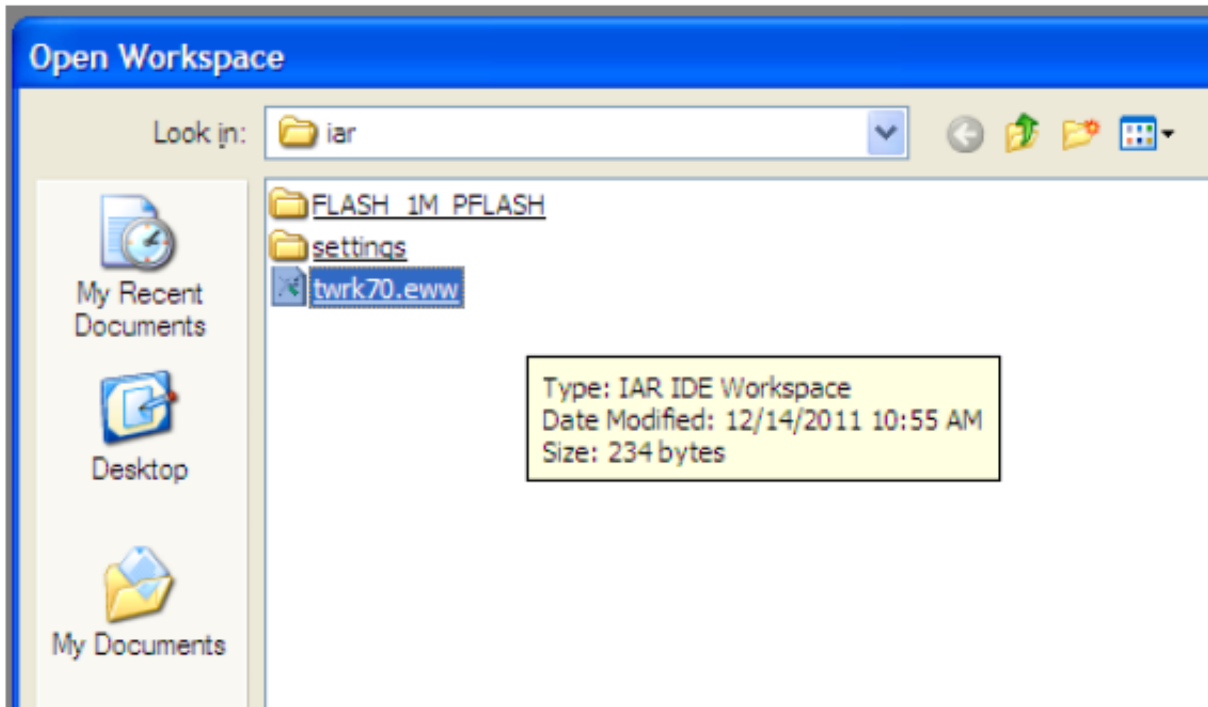 Open Workspace
Look in:
iar
FLASH_1M_PFLASH
settings
twrk70.eww
Type: IAR IDE Workspace
Date Modified: 12/14/2011 10:55 AM
Size: 234 bytes
My Recent
Documents
Desktop
My Documents